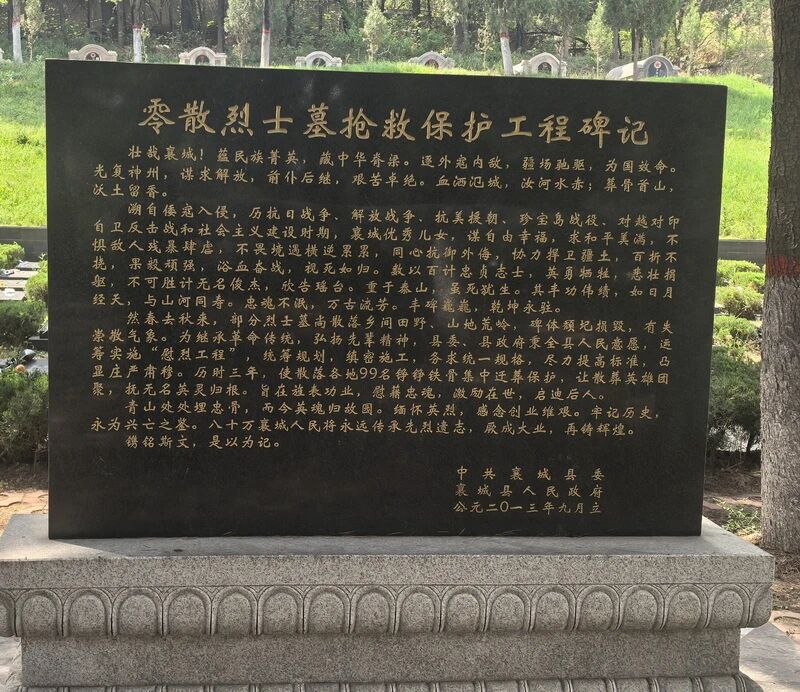 零散烈士墓抢救保护工程碑记
壮哉襄城！蕴民族菁英，藏中华脊梁。逐外寇内敌，疆场驰驱，为国效命。
光复神州，谋求解放，前仆后继，艰苦卓绝。血洒氾城，汝河水赤；葬骨首山，
沃土留香。
溯自倭寇入侵，历抗日战争、解放战争、抗美援朝、珍宝岛战役、对越对印
自卫反击战和社会主义建设时期，襄城优秀儿女，谋自由幸福，求和平美满，不
惧敌人残暴肆虐，不畏境遇横逆累累，同心抗御外侮，协力捍卫疆土，百折不
挠，果毅顽强，浴血奋战，视死如归。数以百计忠贞志士，英勇牺牲，悲壮捐
躯，不可胜计无名俊杰，欣告瑶台。重于泰山，虽死犹生。其丰功伟绩，如日月
经天，与山河同寿。忠魂不泯，万古流芳。丰碑巍巍，乾坤永驻。
然春去秋来，部分烈士墓高散落乡间田野、山地荒岭，碑体颓圮损毁，有失
崇散气象。为继承革命传统，弘扬先辈精神，县委、县政府秉全县人民意愿，运
筹实施“慰烈工程”，统筹规划，缜密施工，务求统一规格，尽力提高标准，凸
显庄严肃穆。历时三年，使散落各地99名铮铮铁骨集中迁葬保护，让散葬英雄团
聚，抚无名英灵归根。旨在旌表功业，慰藉忠魂，激励在世，启迪后人。
青山处处埋忠骨，而今英魂归故园。缅怀英烈，感念创业维艰。牢记历史，
永为兴亡之鉴。八十万襄城人民将永远传承先烈遗志，厥成大业，再铸辉煌。
镌铭斯文，是以为记。
中共襄城县委
襄城县人民政府
公元二〇一三年九月立